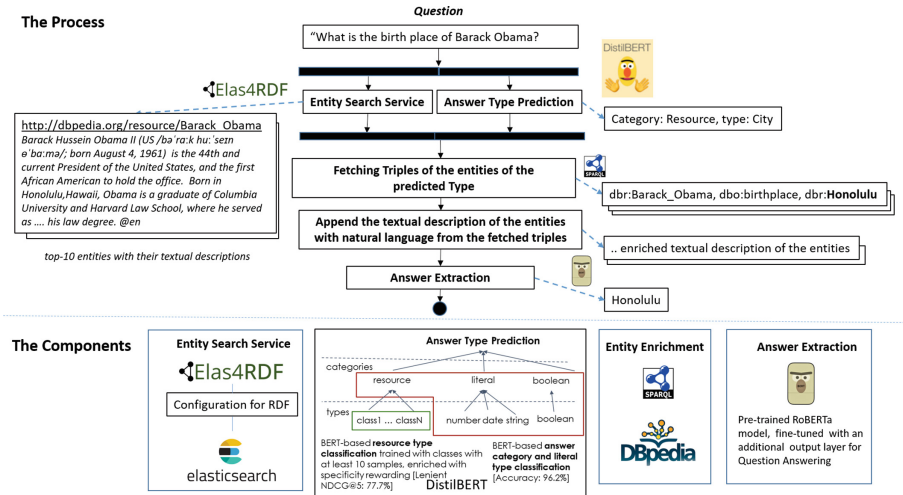 The Process
Question
"What is the birth place of Barack Obama?
DistilBERT
Elas4RDF
Entity Search Service
Answer Type Prediction
Category: Resource, type: City
http://dbpedia.org/resource/Barack_Obama
Barack Hussein Obama II (US /bəˈrɑːk huːˈseɪn
oʊˈbɑːmə/; born August 4, 1961) is the 44th and
current President of the United States, and the first
African American to hold the office. Born in
Honolulu,Hawaii, Obama is a graduate of Columbia
University and Harvard Law School, where he served
as .... his law degree. @en
top-10 entities with their textual descriptions
Fetching Triples of the entities of the
predicted Type
SPARQL
dbr:Barack_Obama, dbo:birthplace, dbr:Honolulu
Append the textual description of the entities
with natural language from the fetched triples
.. enriched textual description of the entities
Answer Extraction
Honolulu
The Components
Entity Search Service
Elas4RDF
Configuration for RDF
elasticsearch
Answer Type Prediction
categories
resource
literal
boolean
types
class1 ... classN
number date string
boolean
BERT-based resource type
classification trained with classes with
at least 10 samples, enriched with
specificity rewarding [Lenient
NDCG@5: 77.7%]
BERT-based answer
category and literal
type classification
[Accuracy: 96.2%]
DistilBERT
Entity Enrichment
SPARQL
DBpedia
Answer Extraction
Pre-trained RoBERTa
model, fine-tuned with an
additional output layer for
Question Answering